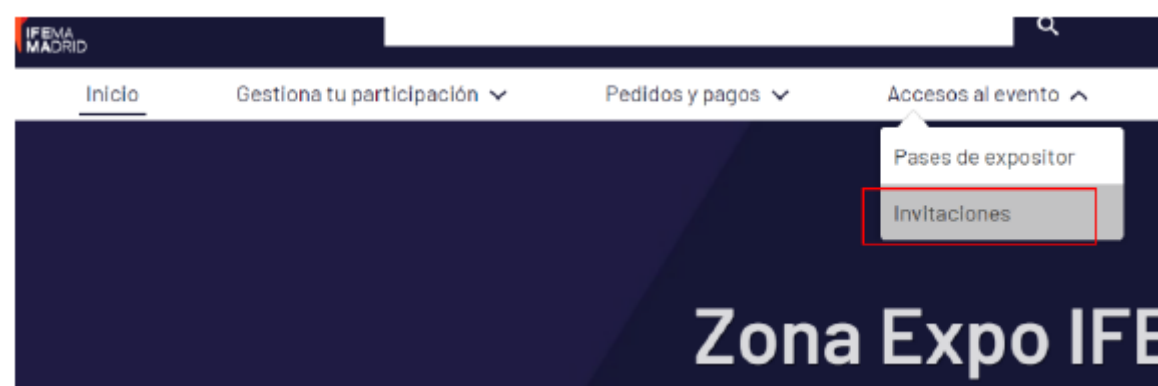 IFEMA
MADRID
Inicio
Gestiona tu participación
Pedidos y pagos
Accesos al evento
Pases de expositor
Invitaciones
Zona Expo IFE